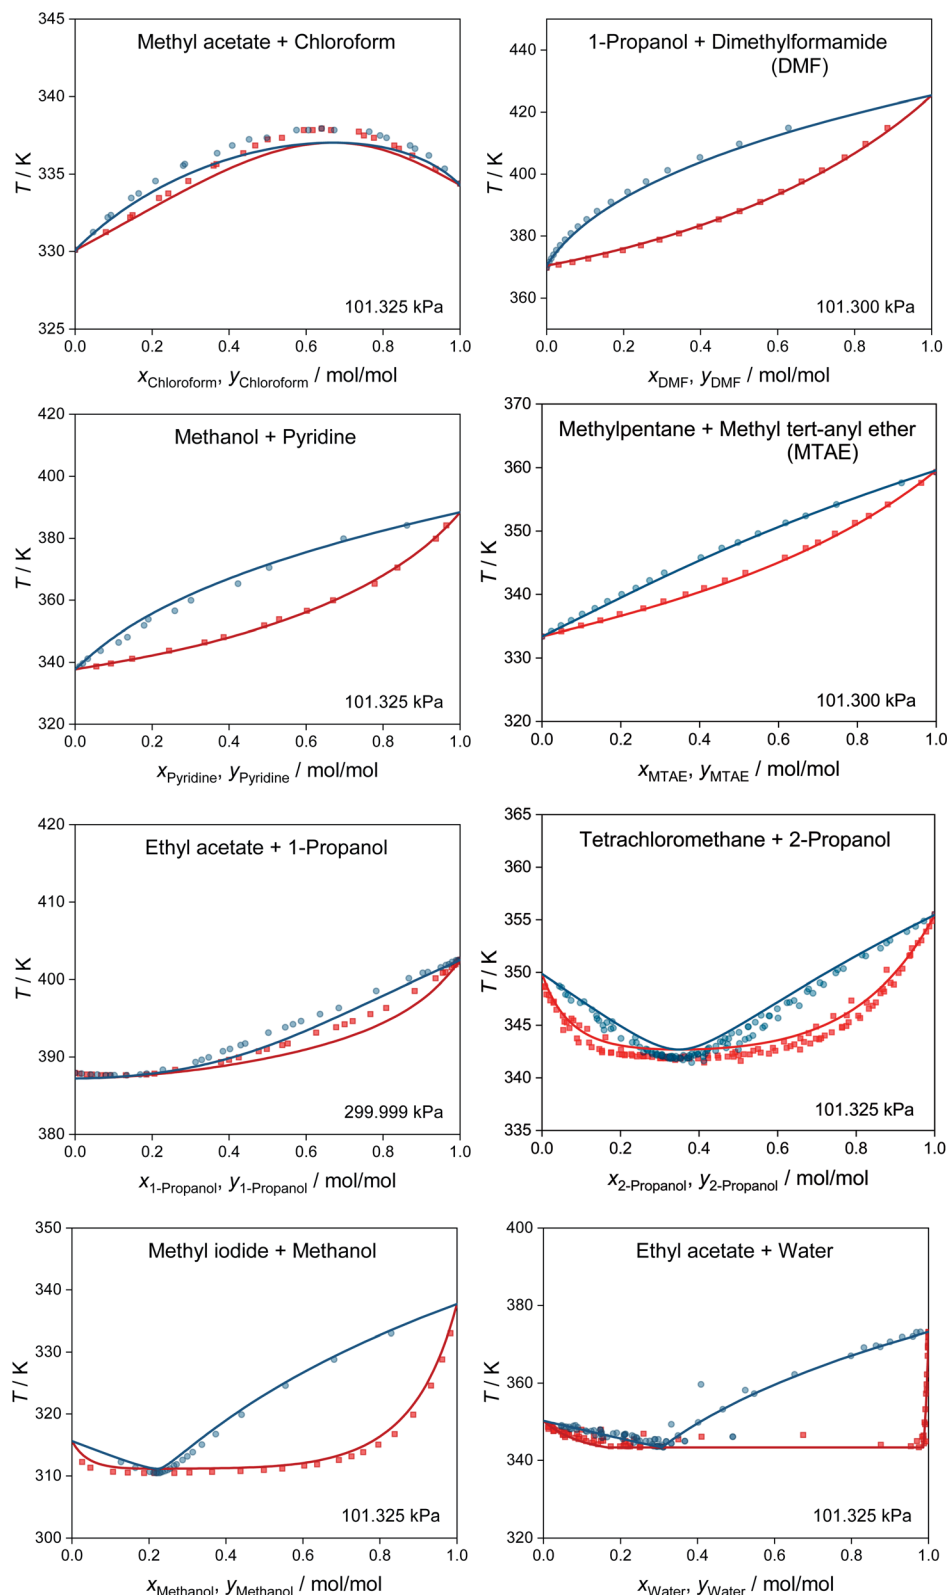 Methyl acetate + Chloroform
T / K
345
340
335
330
325
101.325 kPa
0.0 0.2 0.4 0.6 0.8 1.0
xChloroform, yChloroform / mol/mol
1-Propanol + Dimethylformamide
(DMF)
T / K
440
420
400
380
360
101.300 kPa
0.0 0.2 0.4 0.6 0.8 1.0
xDMF, yDMF / mol/mol
Methanol + Pyridine
T / K
420
400
380
360
340
320
101.325 kPa
0.0 0.2 0.4 0.6 0.8 1.0
xPyridine, yPyridine / mol/mol
Methylpentane + Methyl tert-anyl ether
(MTAE)
T / K
370
360
350
340
330
320
101.300 kPa
0.0 0.2 0.4 0.6 0.8 1.0
xMTAE, yMTAE / mol/mol
Ethyl acetate + 1-Propanol
T / K
420
410
400
390
380
299.999 kPa
0.0 0.2 0.4 0.6 0.8 1.0
x1-Propanol, y1-Propanol / mol/mol
Tetrachloromethane + 2-Propanol
T / K
365
360
355
350
345
340
335
101.325 kPa
0.0 0.2 0.4 0.6 0.8 1.0
x2-Propanol, y2-Propanol / mol/mol
Methyl iodide + Methanol
T / K
350
340
330
320
310
300
101.325 kPa
0.0 0.2 0.4 0.6 0.8 1.0
xMethanol, yMethanol / mol/mol
Ethyl acetate + Water
T / K
400
380
360
340
320
101.325 kPa
0.0 0.2 0.4 0.6 0.8 1.0
xWater, yWater / mol/mol